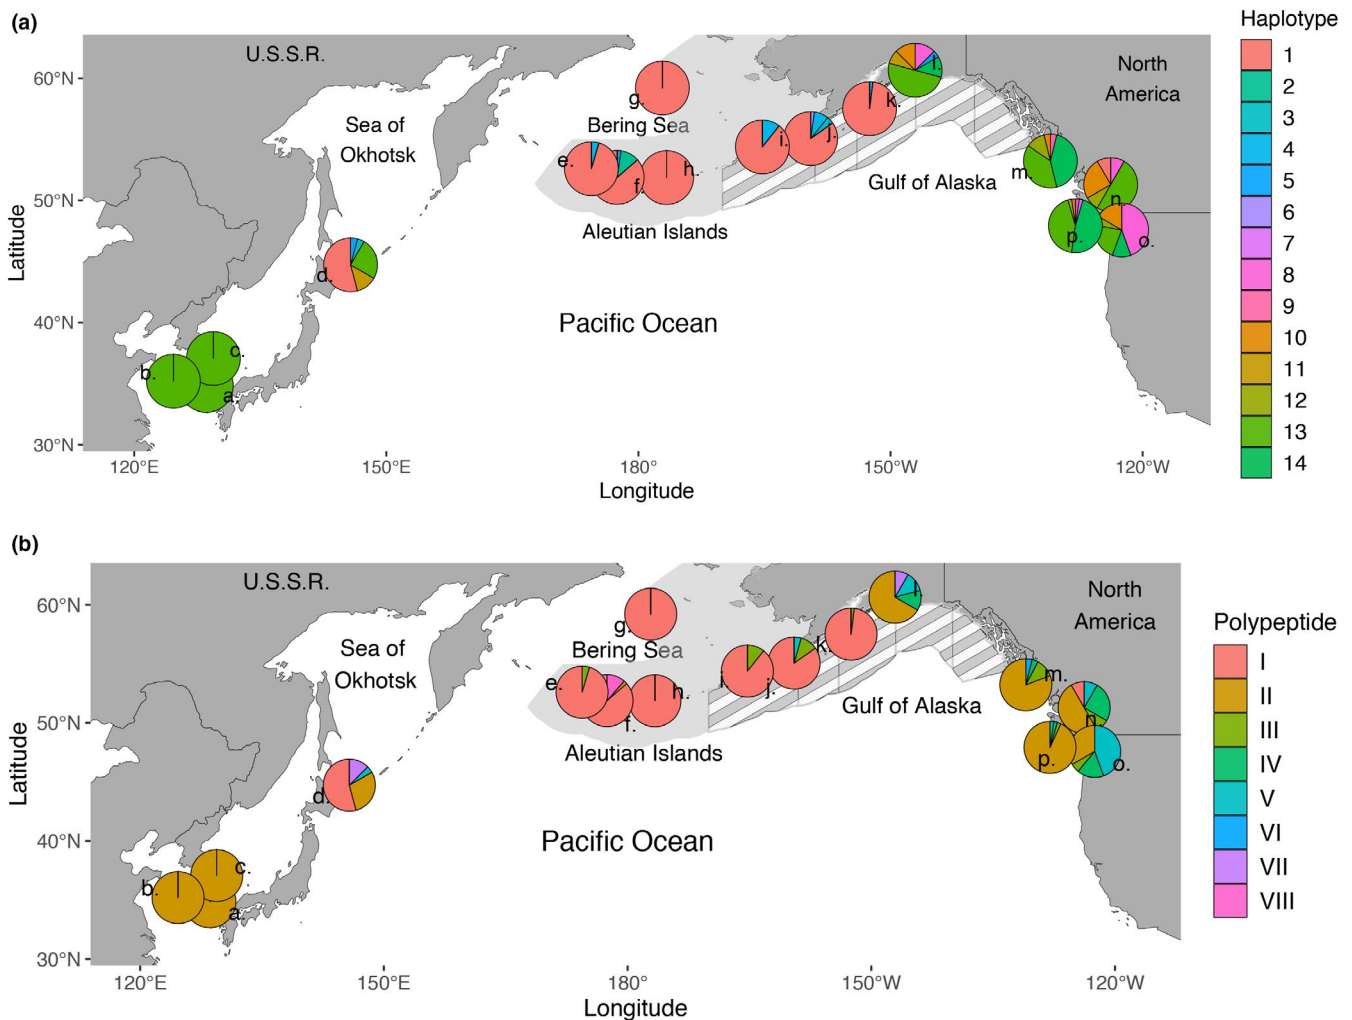 (a)
Haplotype
U.S.S.R.
60°N
Sea of
Okhotsk
g.
Bering Sea
l.
k.
North
America
1
2
3
4
5
6
7
8
9
10
11
12
13
14
e.
f.
h.
i.
j.
Gulf of Alaska
m.
n.
o.
p.
50°N
Aleutian Islands
d.
Latitude
40°N
Pacific Ocean
c.
b.
a.
30°N
120°E
150°E
180°
150°W
120°W
Longitude
(b)
U.S.S.R.
60°N
Sea of
Okhotsk
g.
Bering Sea
l.
k.
North
America
Polypeptide
I
II
III
IV
V
VI
VII
VIII
e.
f.
h.
i.
j.
Gulf of Alaska
m.
n.
o.
p.
50°N
Aleutian Islands
d.
Latitude
40°N
Pacific Ocean
c.
b.
a.
30°N
120°E
150°E
180°
150°W
120°W
Longitude